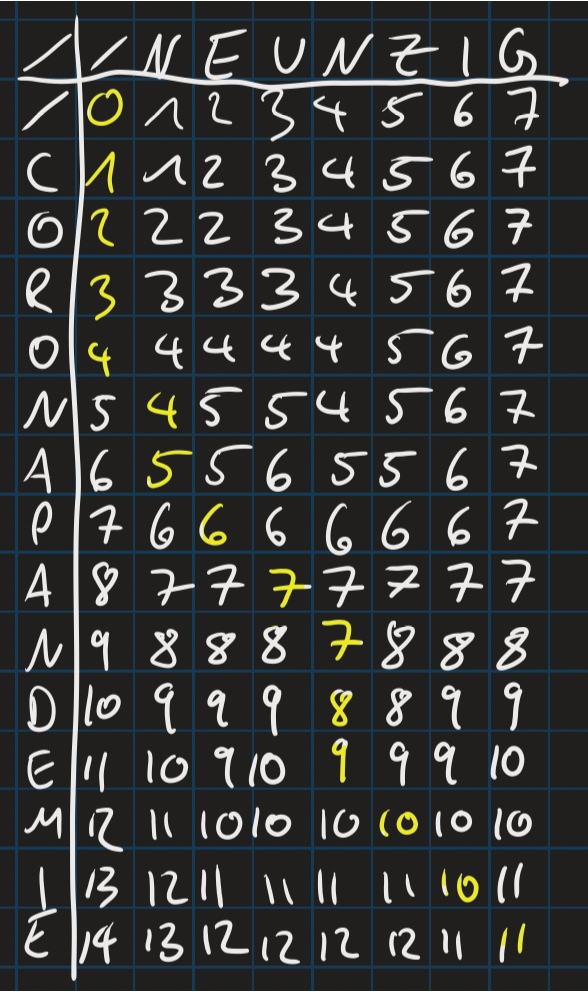 / / N E U N Z I G
/ 0 1 2 3 4 5 6 7
C 1 1 2 3 4 5 6 7
O 2 2 2 3 4 5 6 7
R 3 3 3 3 4 5 6 7
O 4 4 4 4 4 5 6 7
N 5 4 5 5 4 5 6 7
A 6 5 5 6 5 5 6 7
P 7 6 6 6 6 6 6 7
A 8 7 7 7 7 7 7 7
N 9 8 8 8 7 8 8 8
D 10 9 9 9 8 8 9 9
E 11 10 9 10 9 9 9 10
M 12 11 10 10 10 10 10 10
I 13 12 11 11 11 11 10 11
E 14 13 12 12 12 12 11 11